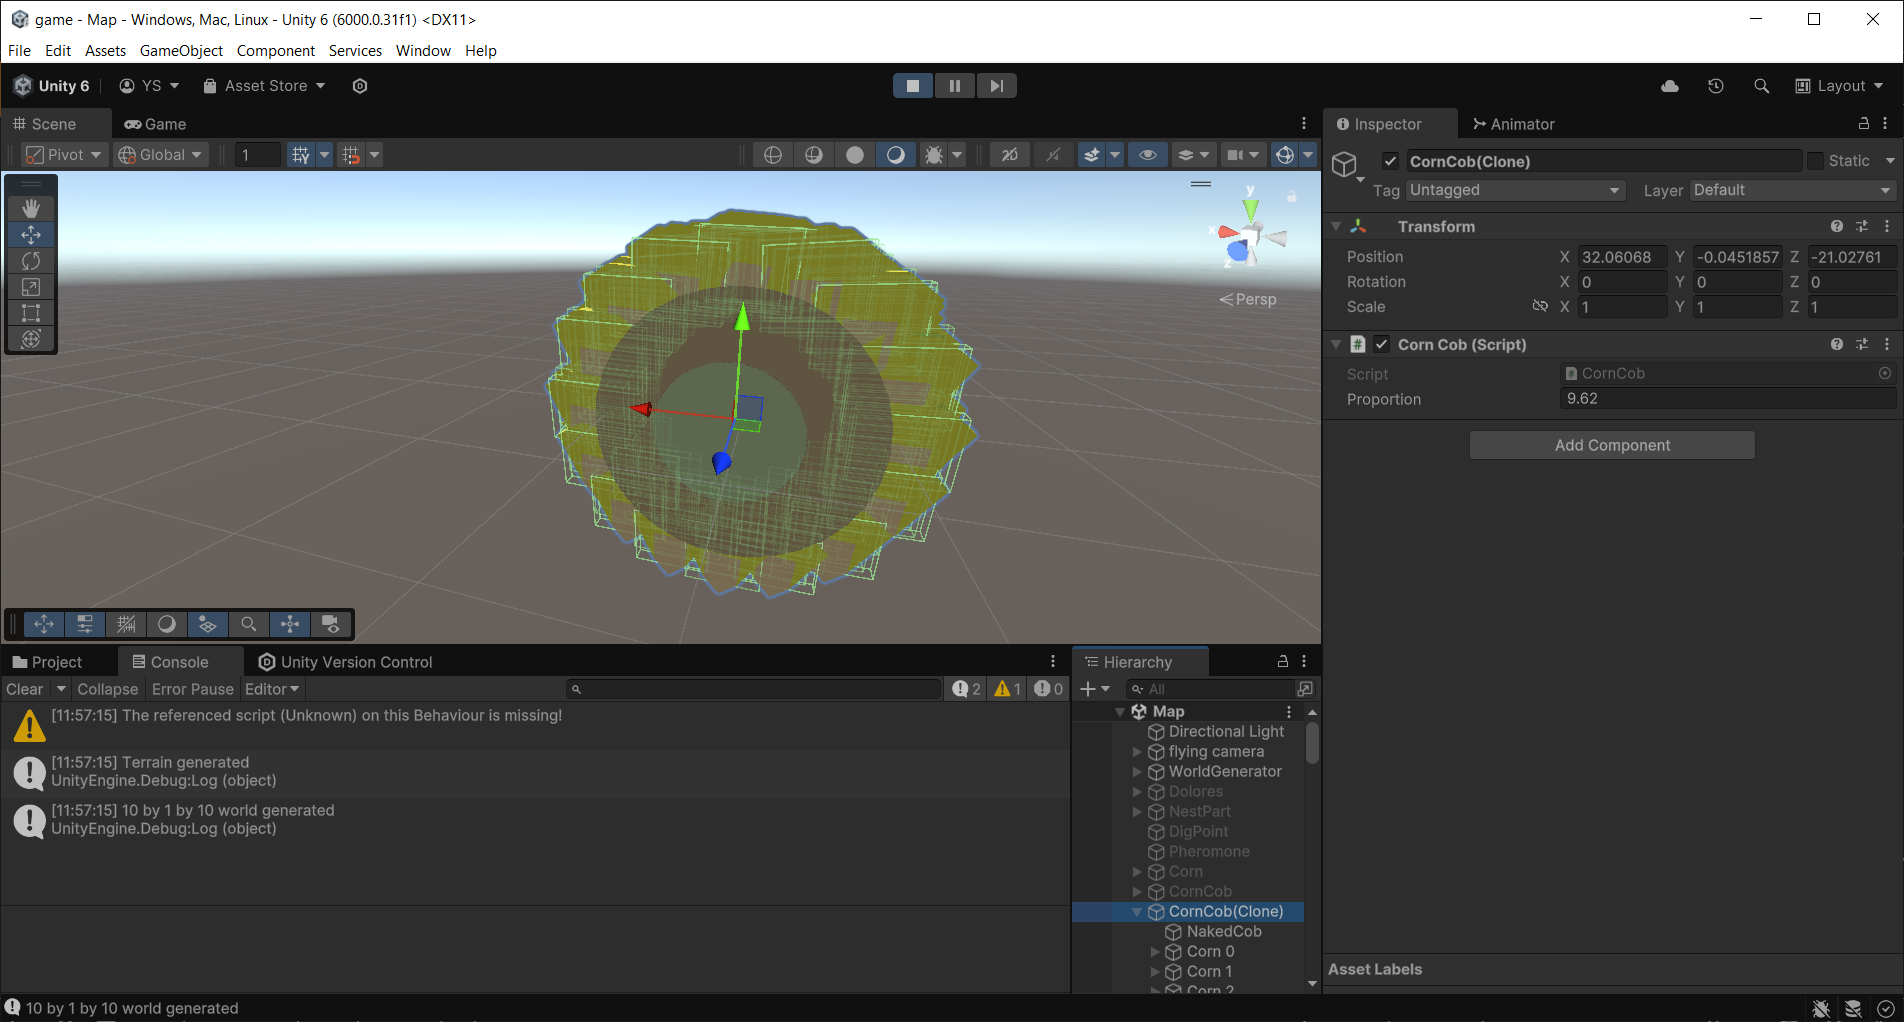 game - Map - Windows, Mac, Linux - Unity 6 (6000.0.31f1) <DX11>
File Edit Assets GameObject Component Services Window Help
Unity 6 YS Asset Store Layout
Scene Game
Pivot Global 1 2D
y
x
z
Persp
Inspector Animator
CornCob(Clone) Static
Tag Untagged Layer Default
Transform
Position X 32.06068 Y -0.0451857 Z -21.02761
Rotation X 0 Y 0 Z 0
Scale X 1 Y 1 Z 1
# Corn Cob (Script)
Script CornCob
Proportion 9.62
Add Component
Asset Labels
Project Console Unity Version Control
Clear Collapse Error Pause Editor 2 1 0
[11:57:15] The referenced script (Unknown) on this Behaviour is missing!
[11:57:15] Terrain generated
UnityEngine.Debug:Log (object)
[11:57:15] 10 by 1 by 10 world generated
UnityEngine.Debug:Log (object)
Hierarchy
All
Map
Directional Light
flying camera
WorldGenerator
Dolores
NestPart
DigPoint
Pheromone
Corn
CornCob
CornCob(Clone)
NakedCob
Corn 0
Corn 1
Corn 2
10 by 1 by 10 world generated